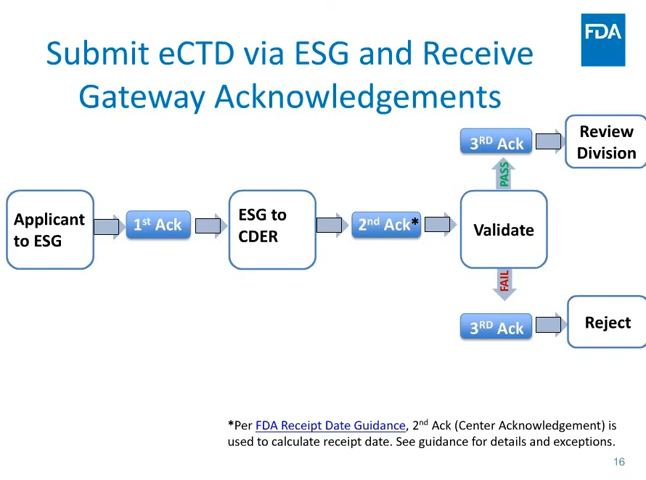 FDA
Submit eCTD via ESG and Receive
Gateway Acknowledgements
3RD Ack
Review
Division
PASS
Applicant
to ESG
1st Ack
ESG to
CDER
2nd Ack*
Validate
FAIL
3RD Ack
Reject
*Per FDA Receipt Date Guidance, 2nd Ack (Center Acknowledgement) is
used to calculate receipt date. See guidance for details and exceptions.
16